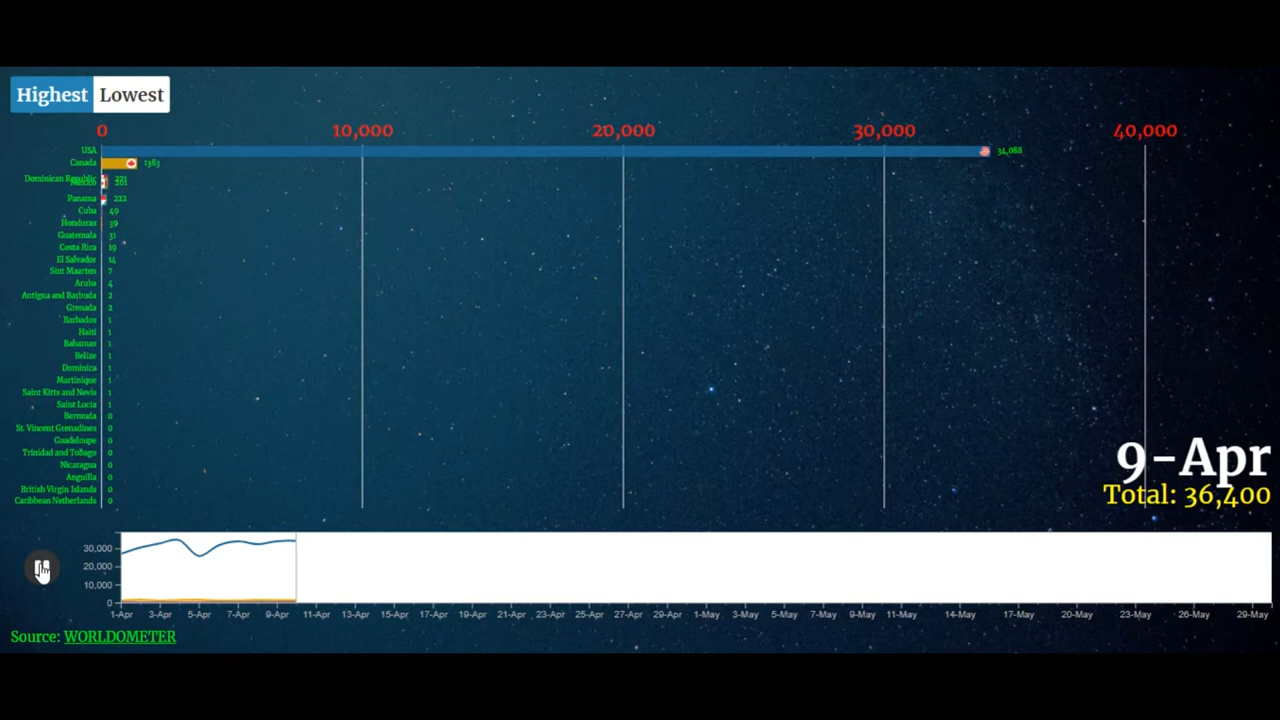 Highest Lowest
0 10,000 20,000 30,000 40,000
USA 34,088
Canada 1383
Dominican Republic
Mexico 261
Panama 222
Cuba 49
Honduras 39
Guatemala 31
Costa Rica 19
El Salvador 14
Sint Maarten 7
Aruba 4
Antigua and Barbuda 2
Grenada 2
Barbados 1
Haiti 1
Bahamas 1
Belize 1
Dominica 1
Martinique 1
Saint Kitts and Nevis 1
Saint Lucia 1
Bermuda 0
St. Vincent Grenadines 0
Guadeloupe 0
Trinidad and Tobago 0
Nicaragua 0
Anguilla 0
British Virgin Islands 0
Caribbean Netherlands 0
9-Apr
Total: 36,400
30,000
20,000
10,000
0
1-Apr 3-Apr 5-Apr 7-Apr 9-Apr 11-Apr 13-Apr 15-Apr 17-Apr 19-Apr 21-Apr 23-Apr 25-Apr 27-Apr 29-Apr 1-May 3-May 5-May 7-May 9-May 11-May 14-May 17-May 20-May 23-May 26-May 29-May
Source: WORLDOMETER